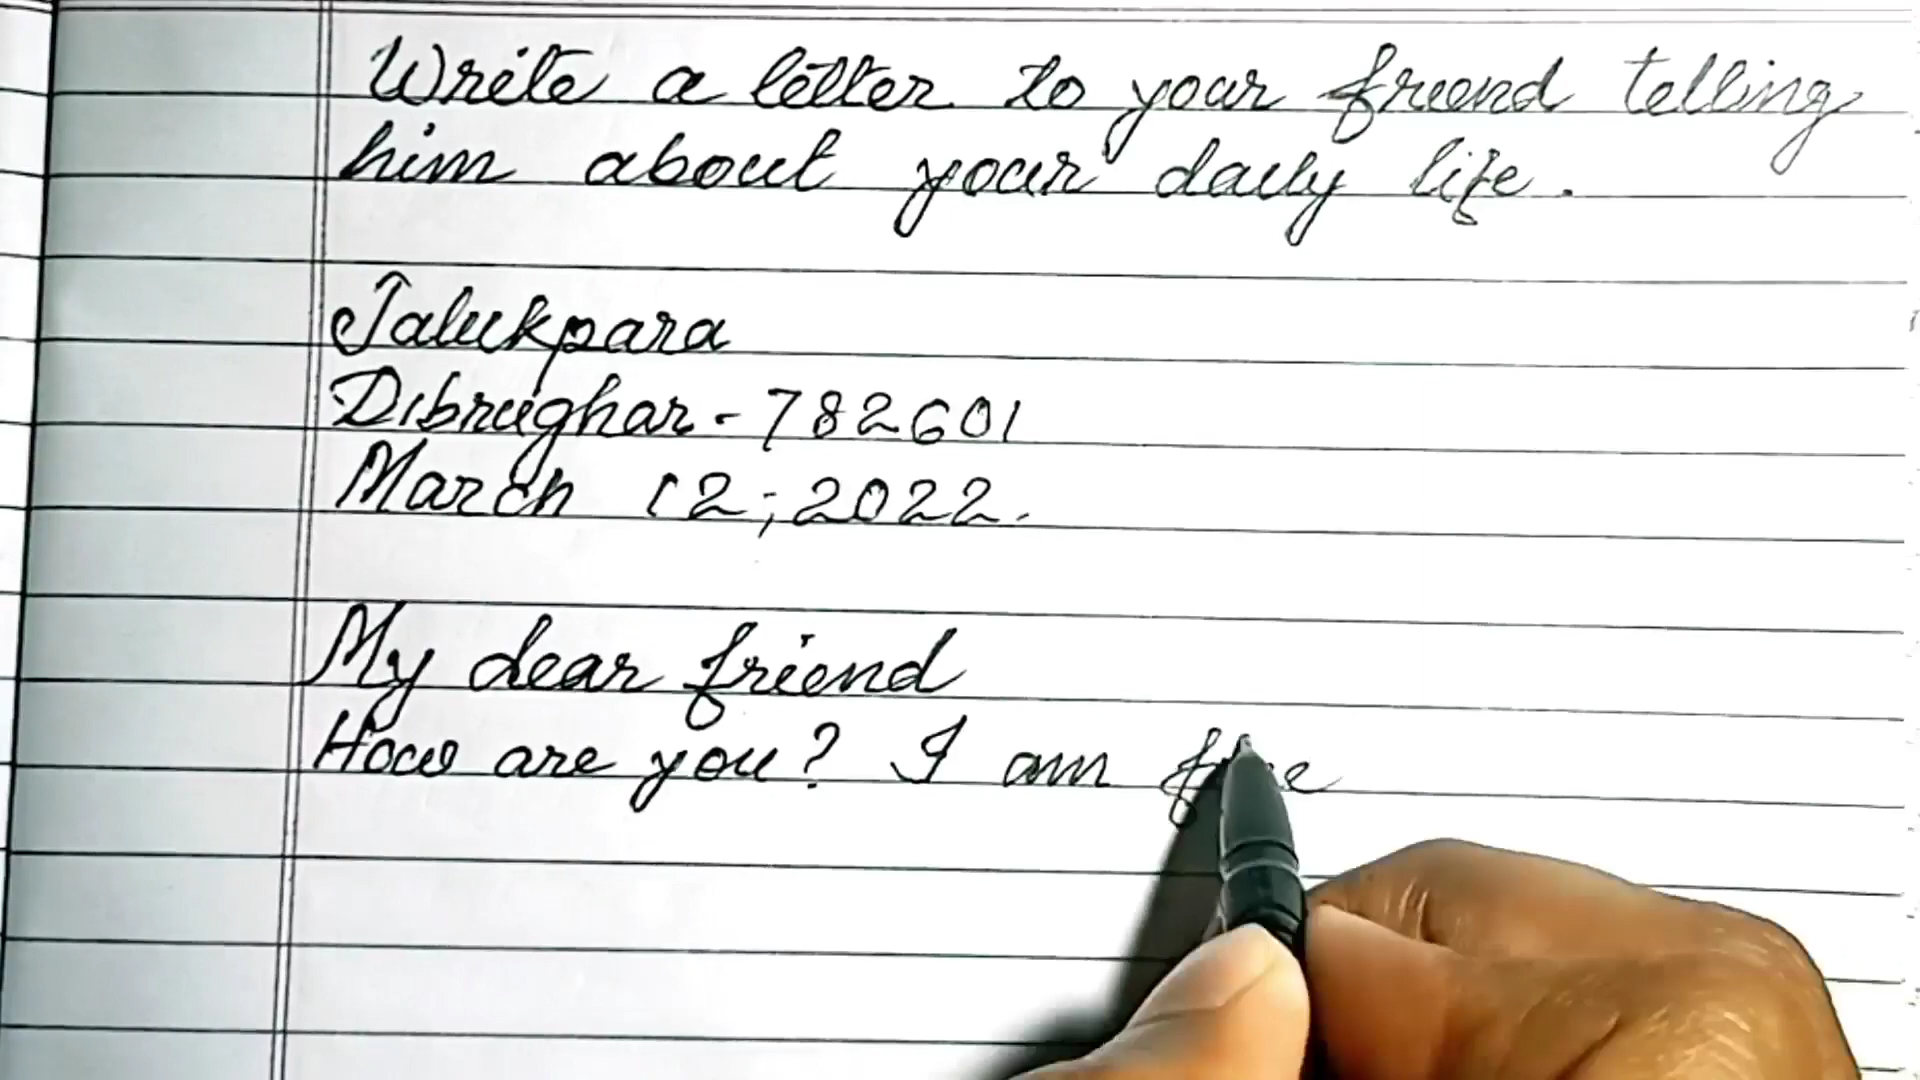 Write a letter to your friend telling
him about your daily life.
Talukpara
Dibrughar - 782601
March 12, 2022.
My dear friend
How are you? I am fine